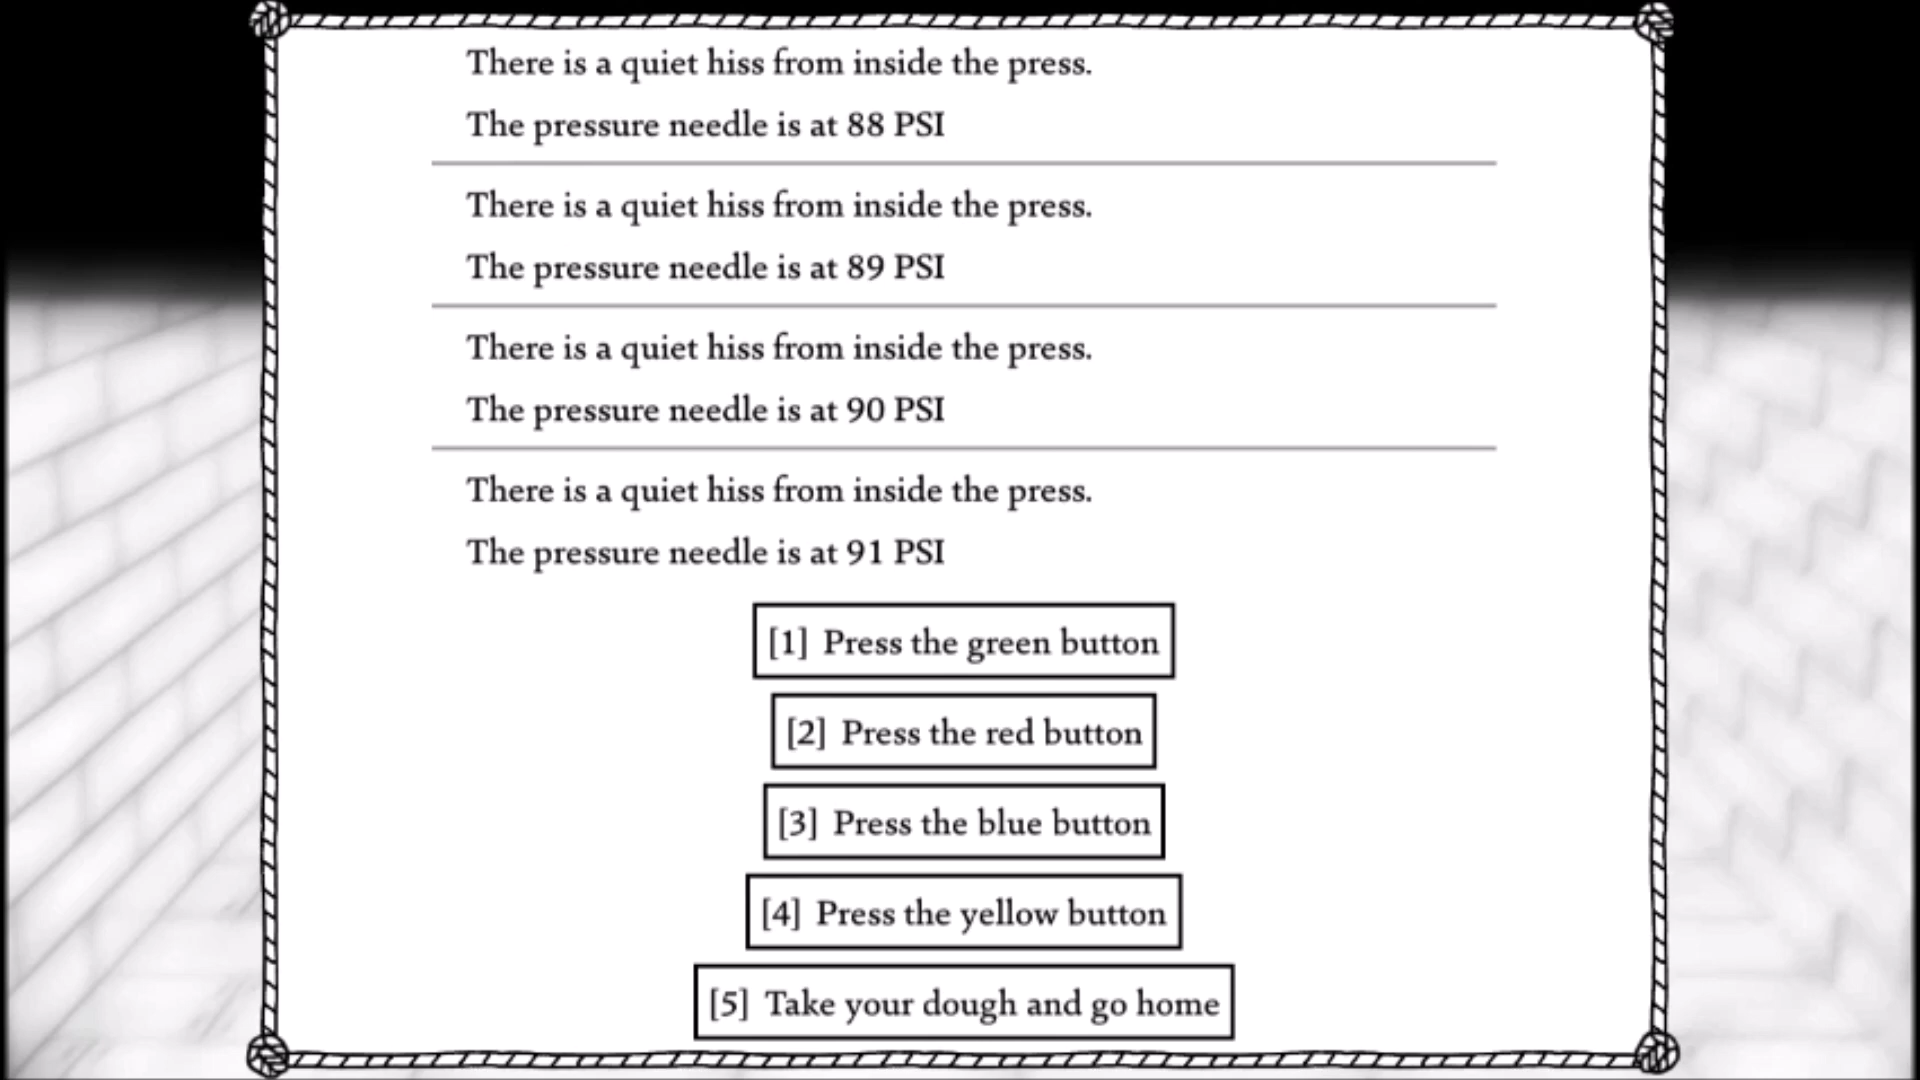 There is a quiet hiss from inside the press.
The pressure needle is at 88 PSI
There is a quiet hiss from inside the press.
The pressure needle is at 89 PSI
There is a quiet hiss from inside the press.
The pressure needle is at 90 PSI
There is a quiet hiss from inside the press.
The pressure needle is at 91 PSI
[1] Press the green button
[2] Press the red button
[3] Press the blue button
[4] Press the yellow button
[5] Take your dough and go home